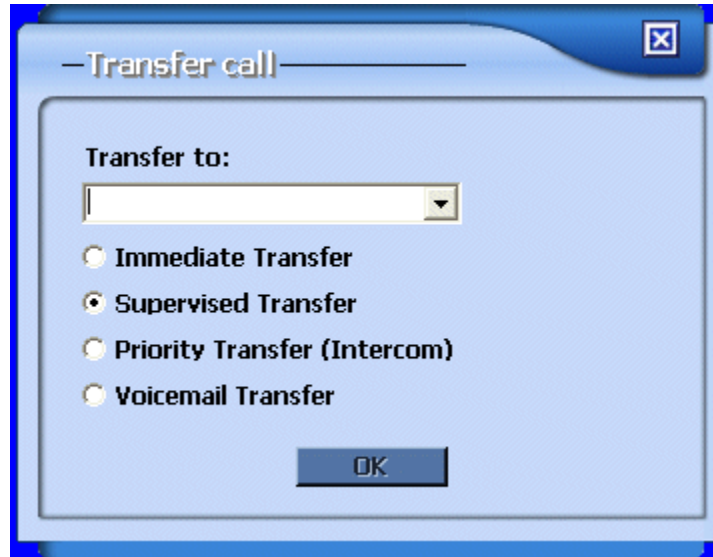 Transfer call
Transfer to:
Immediate Transfer
Supervised Transfer
Priority Transfer (Intercom)
Voicemail Transfer
OK